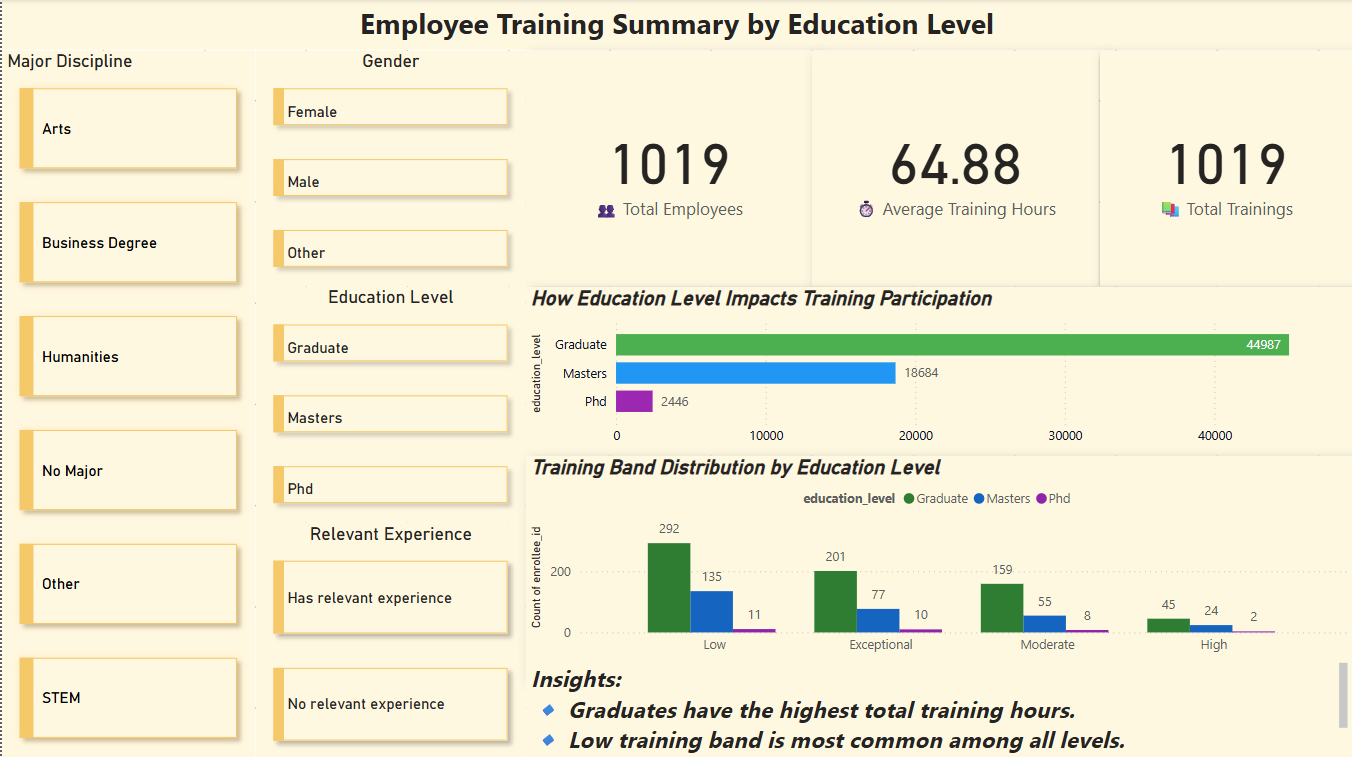 Employee Training Summary by Education Level
Major Discipline
Arts
Business Degree
Humanities
No Major
Other
STEM
Gender
Female
Male
Other
Education Level
Graduate
Masters
Phd
Relevant Experience
Has relevant experience
No relevant experience
1019
Total Employees
64.88
Average Training Hours
1019
Total Trainings
How Education Level Impacts Training Participation
education_level
Graduate 44987
Masters 18684
Phd 2446
0 10000 20000 30000 40000
Training Band Distribution by Education Level
education_level Graduate Masters Phd
Count of enrollee_id
200
0
292 135 11
201 77 10
159 55 8
45 24 2
Low Exceptional Moderate High
Insights:
Graduates have the highest total training hours.
Low training band is most common among all levels.